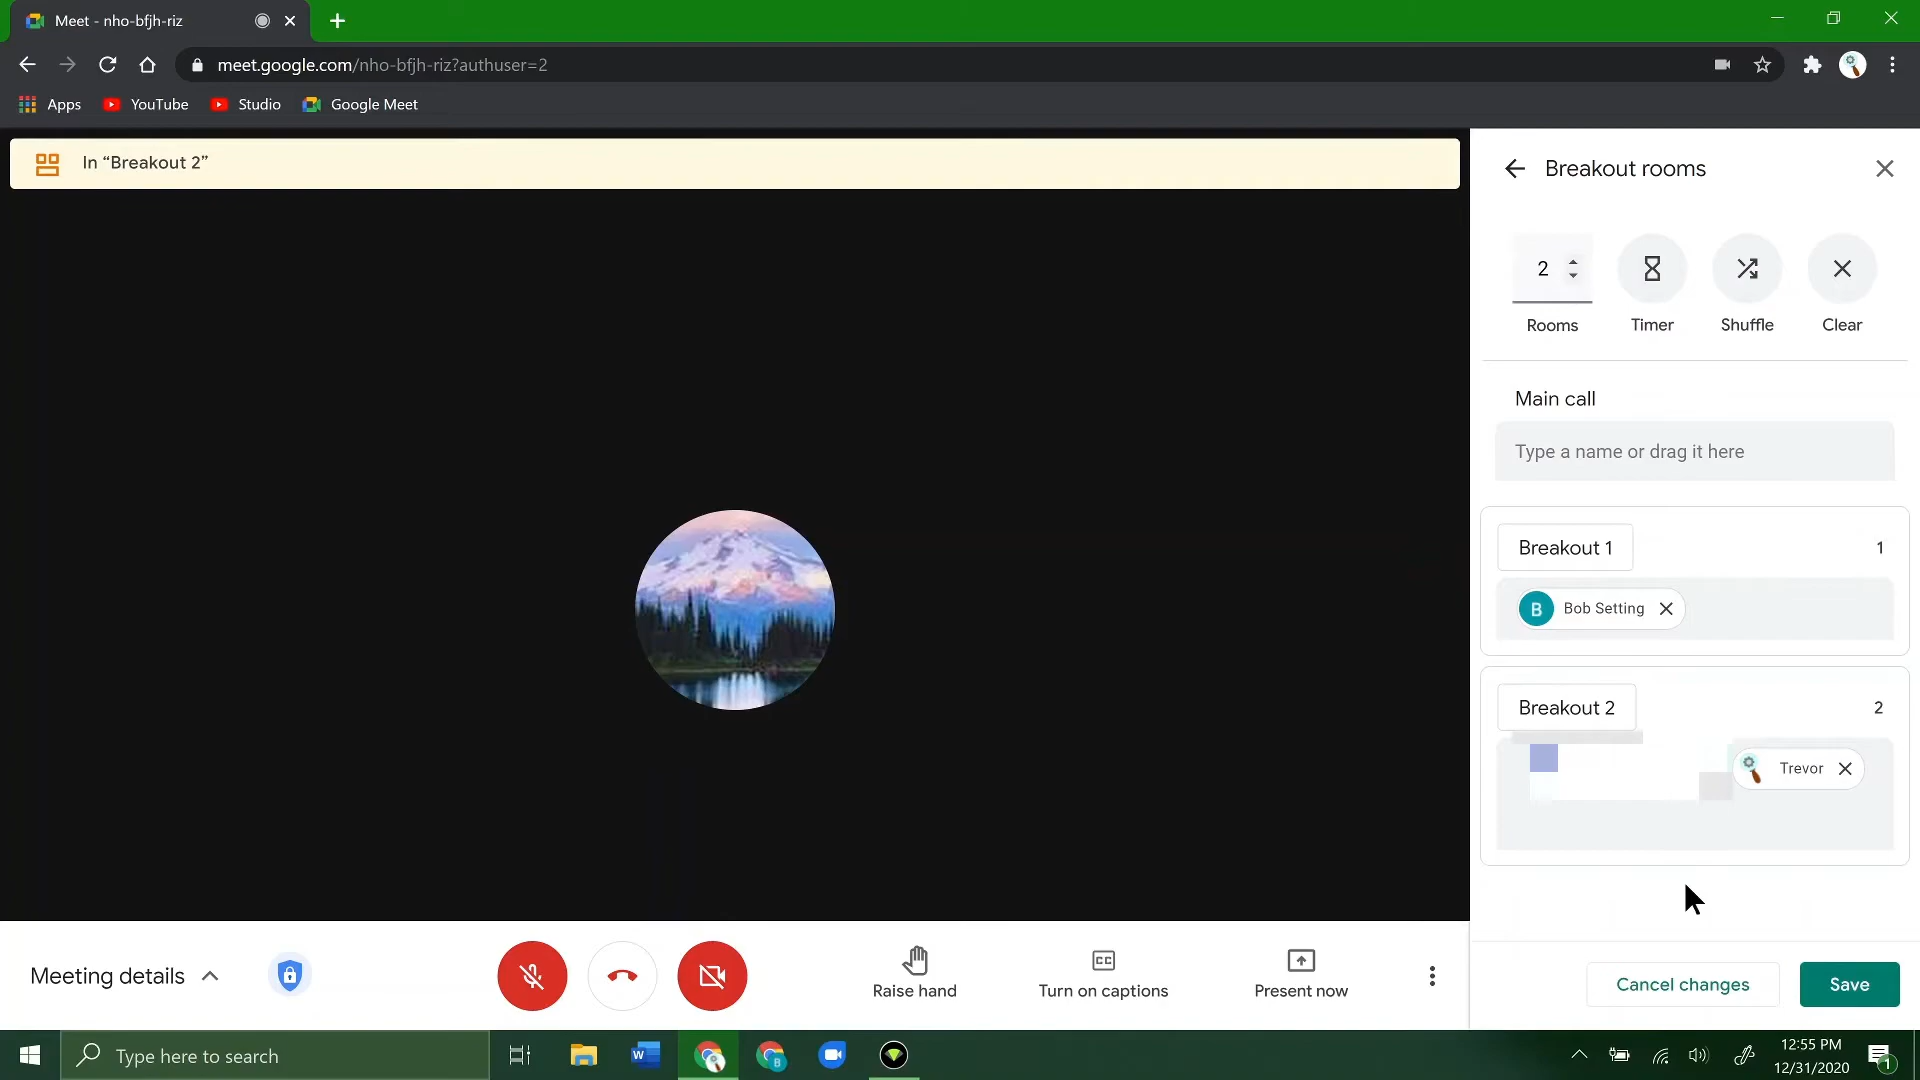 Meet - nho-bfjh-riz
meet.google.com/nho-bfjh-riz?authuser=2
Apps YouTube Studio Google Meet
In “Breakout 2”
Breakout rooms
2
Rooms Timer Shuffle Clear
Main call
Type a name or drag it here
Breakout 1 1
B Bob Setting
Breakout 2 2
Trevor
Meeting details
Raise hand
CC
Turn on captions
Present now
Cancel changes Save
Type here to search
W
B
12:55 PM
12/31/2020
1